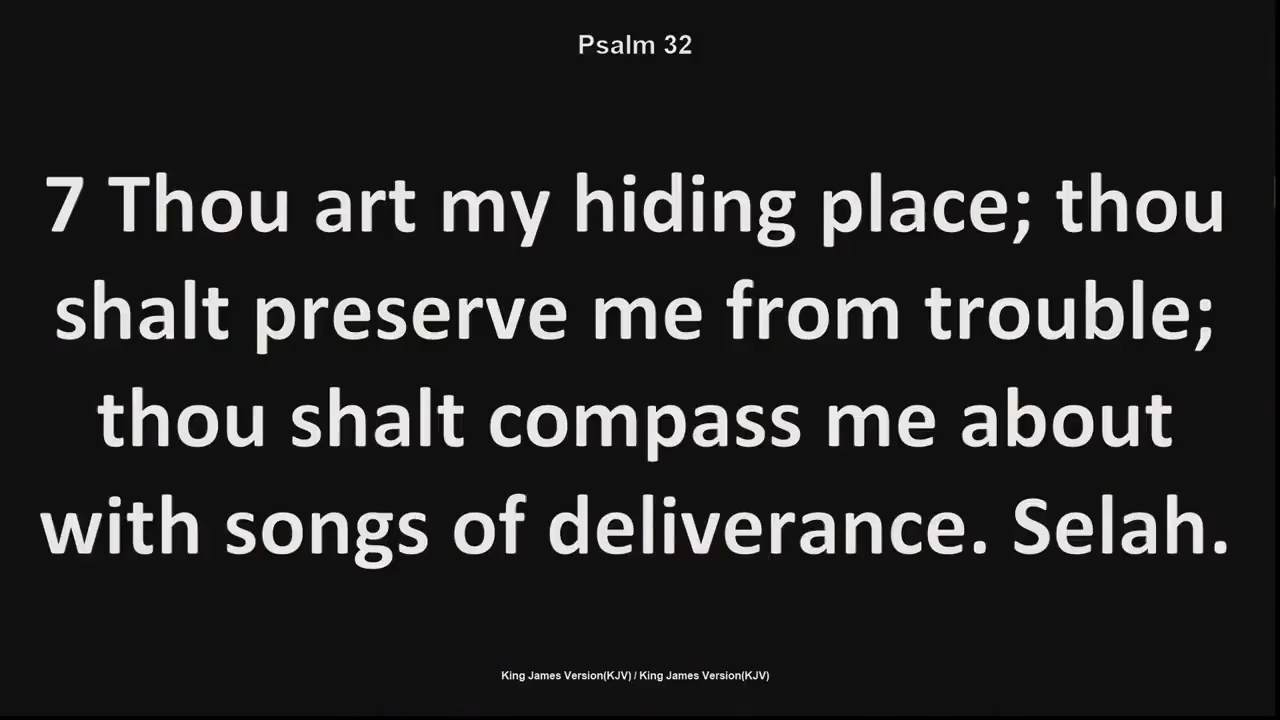 Psalm 32
7 Thou art my hiding place; thou
shalt preserve me from trouble;
thou shalt compass me about
with songs of deliverance. Selah.
King James Version(KJV) / King James Version(KJV)